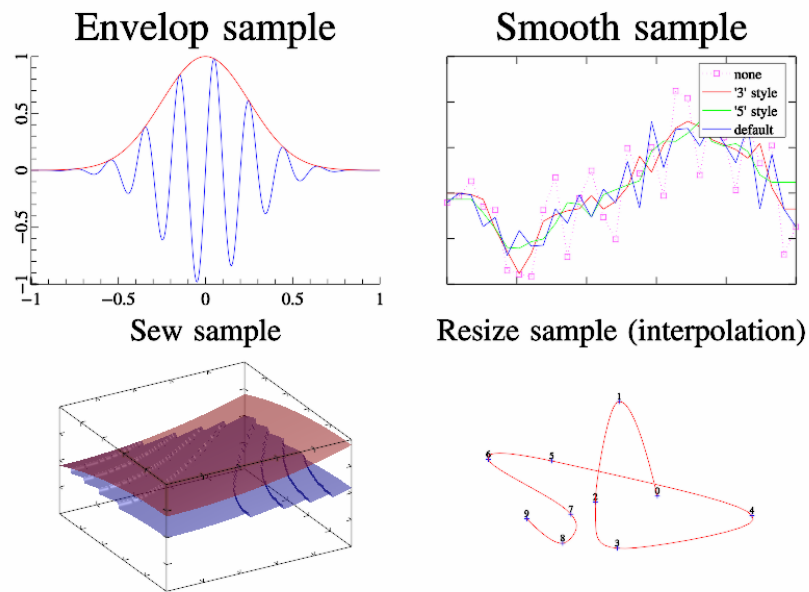 Envelop sample
Smooth sample
1
0.5
0
−0.5
−1
−1
−0.5
0
0.5
1
none
'3' style
'5' style
default
Sew sample
Resize sample (interpolation)
1
6
5
0
2
9
7
4
8
3